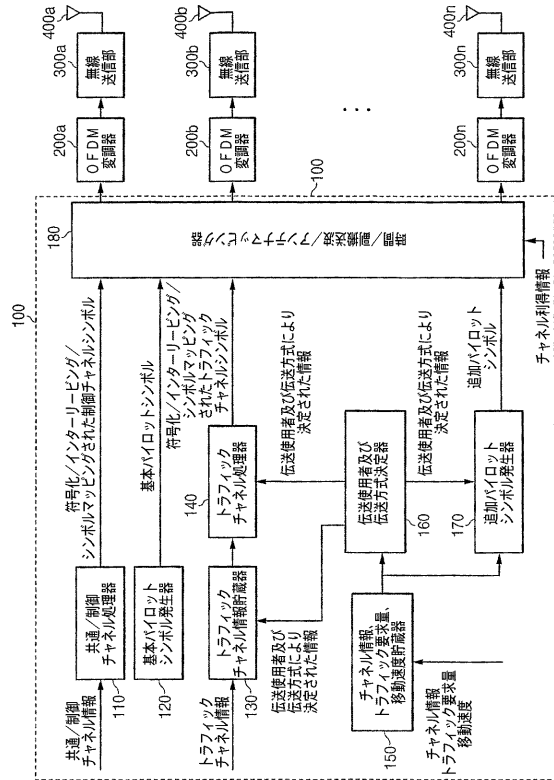 100
共通/制御
チャネル情報
共通/制御
チャネル処理器
110
符号化/インターリービング/
シンボルマッピングされた制御チャネルシンボル
基本パイロット
シンボル発生器
120
基本パイロットシンボル
トラフィック
チャネル情報
トラフィック
チャネル情報貯蔵器
130
トラフィック
チャネル処理器
140
符号化/インターリービング/
シンボルマッピング
されたトラフィック
チャネルシンボル
伝送使用者及び
伝送方式により
決定された情報
伝送使用者及び伝送方式により
決定された情報
チャネル情報、
トラフィック要求量、
移動速度貯蔵器
150
チャネル情報
トラフィック要求量
移動速度
伝送使用者及び
伝送方式決定器
160
伝送使用者及び伝送方式により
決定された情報
追加パイロット
シンボル発生器
170
追加パイロット
シンボル
180
時間/副搬送波/アンテナマッピング器
チャネル利得情報
100
200a
OFDM
変調器
300a
無線
送信部
400a
200b
OFDM
変調器
300b
無線
送信部
400b
...
200n
OFDM
変調器
300n
無線
送信部
400n